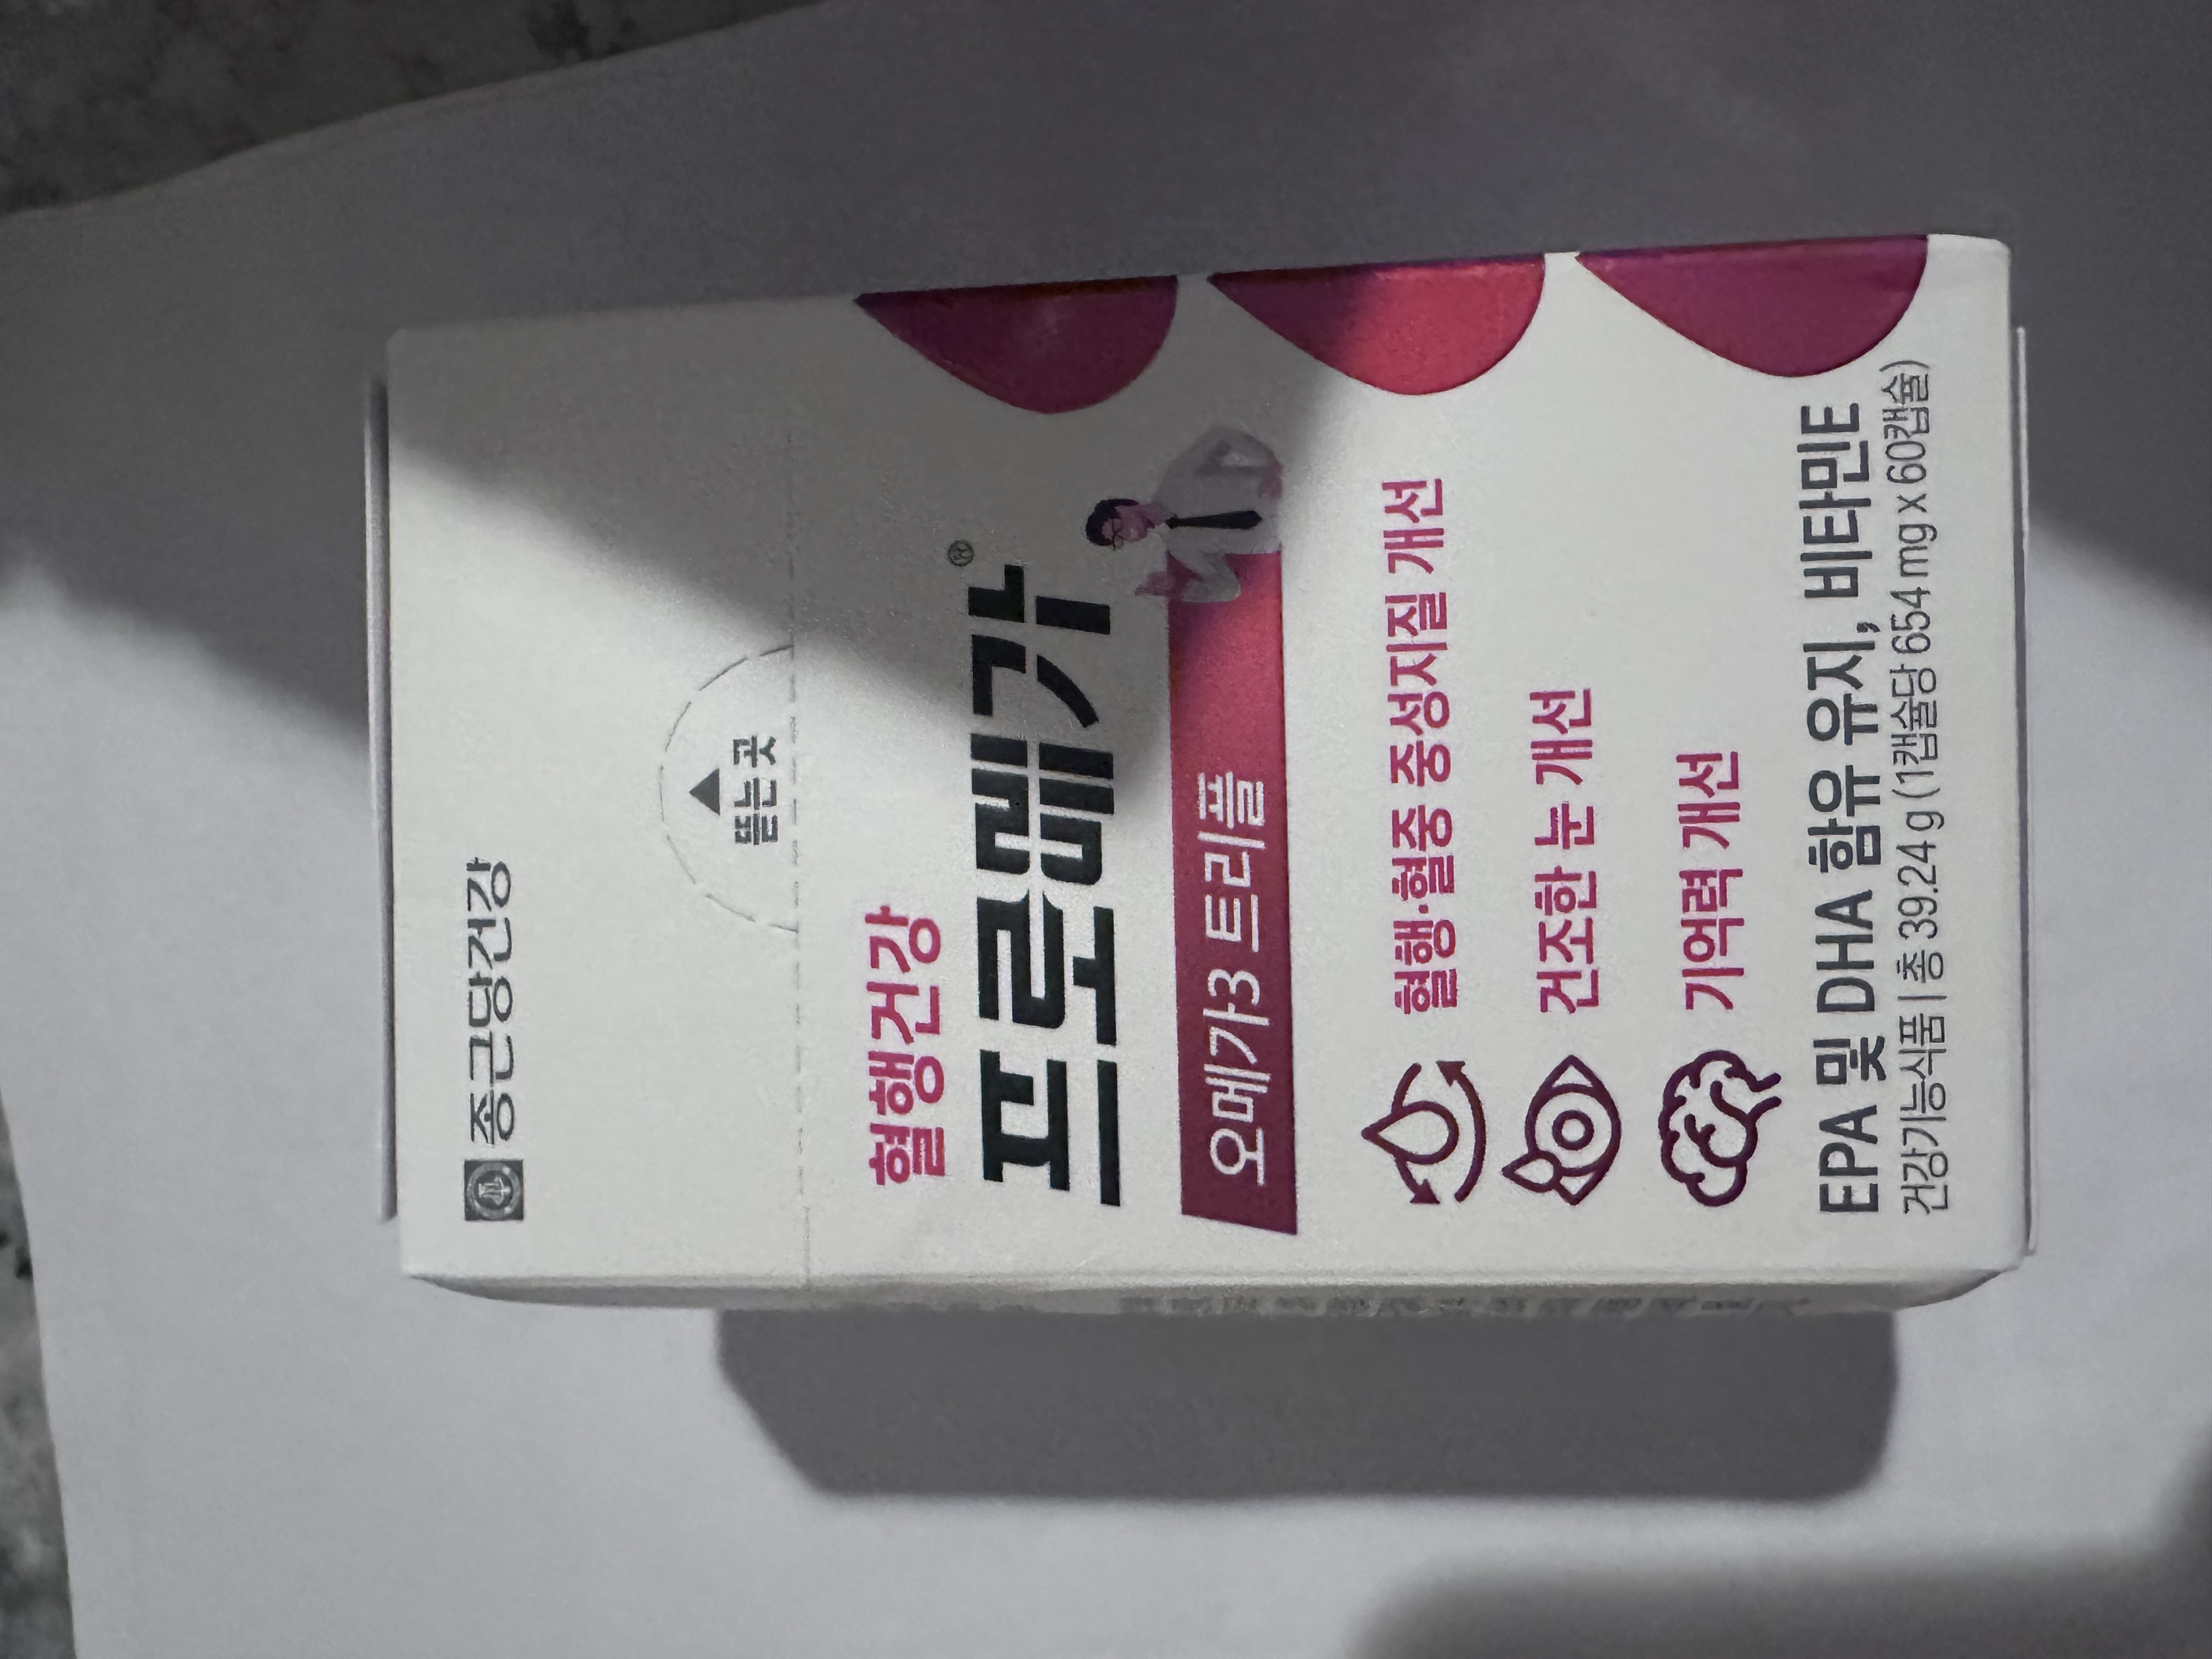 종근당건강
뜯는 곳
혈행건강
프로메가®
오메가3 트리플
혈행·혈중 중성지질 개선
건조한 눈 개선
기억력 개선
EPA 및 DHA 함유 유지, 비타민E
건강기능식품 | 총 39.24 g (1캡슐당 654 mg x 60캡슐)